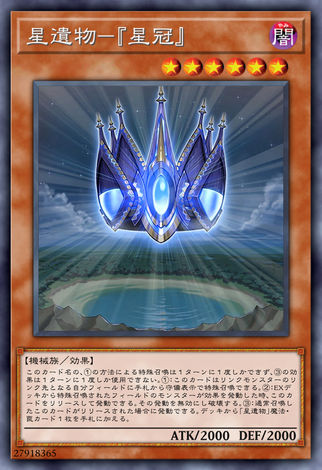 星遺物－『星冠』
やみ
闇
【機械族／効果】
このカード名の、①の方法による特殊召喚は１ターンに１度しかできず、③の効
果は１ターンに１度しか使用できない。①：このカードはリンクモンスターのリ
ンク先となる自分フィールドに手札から守備表示で特殊召喚できる。②：EXデ
ッキから特殊召喚されたフィールドのモンスターが効果を発動した時、このカー
ドをリリースして発動できる。その発動を無効にし破壊する。③：通常召喚し
たこのカードがリリースされた場合に発動できる。デッキから「星遺物」魔法・
罠カード１枚を手札に加える。
ATK/2000 DEF/2000
27918365